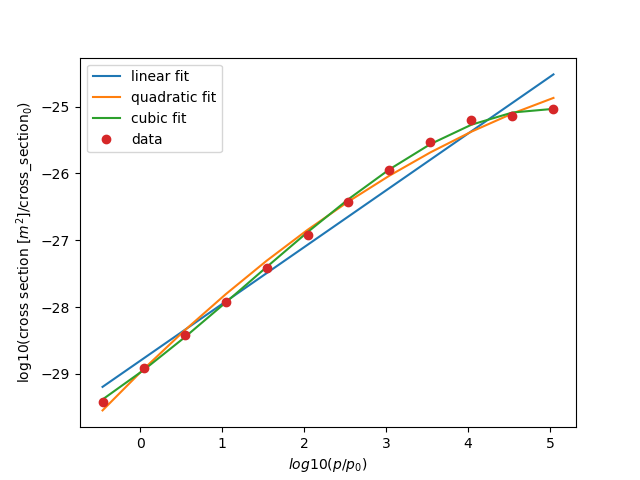 linear fit
quadratic fit
cubic fit
data
log10(cross section [m²]/cross_section₀)
−25
−26
−27
−28
−29
0 1 2 3 4 5
log10(p/p₀)